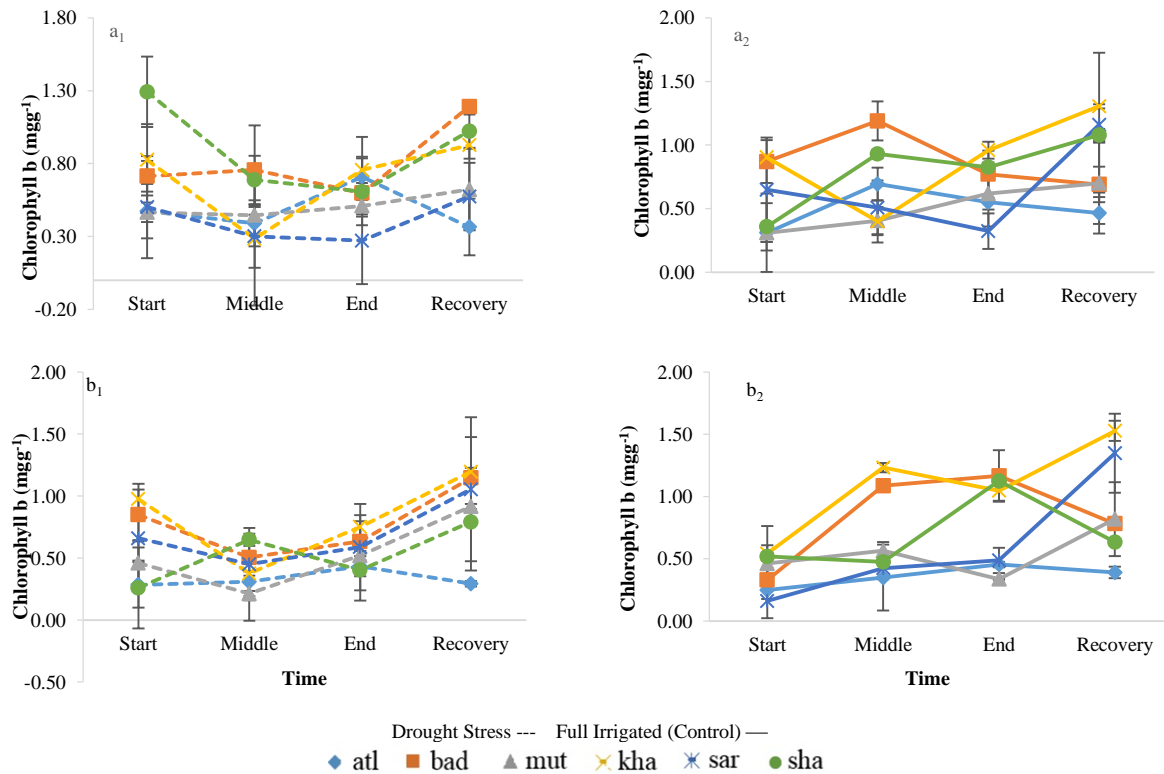 a1
Chlorophyll b (mgg-1)
1.80
1.30
0.80
0.30
-0.20
Start Middle End Recovery
a2
Chlorophyll b (mgg-1)
2.00
1.50
1.00
0.50
0.00
Start Middle End Recovery
b1
Chlorophyll b (mgg-1)
2.00
1.50
1.00
0.50
0.00
-0.50
Start Middle End Recovery
Time
b2
Chlorophyll b (mgg-1)
2.00
1.50
1.00
0.50
0.00
Start Middle End Recovery
Time
Drought Stress --- Full Irrigated (Control) —
atl bad mut kha sar sha